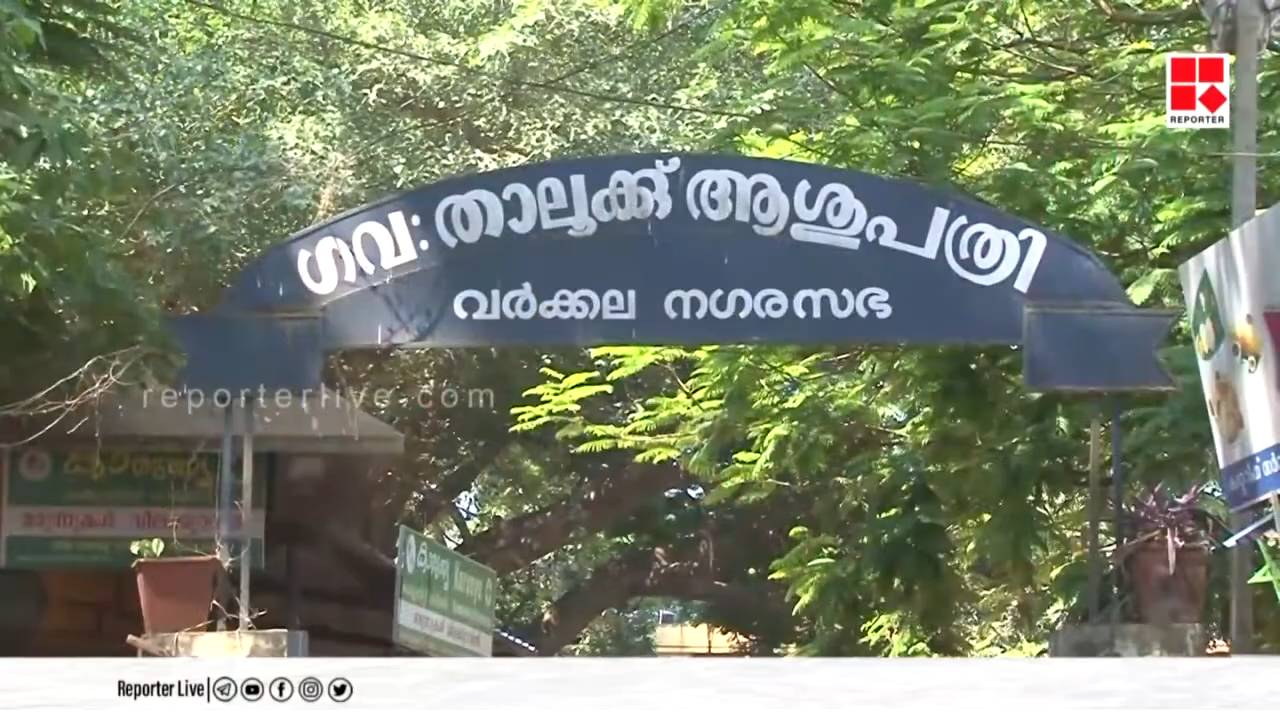 REPORTER
ഗവ: താലൂക്ക് ആശുപത്രി
വർക്കല നഗരസഭ
reporterlive.com
കാരുണ്യ
Reporter Live